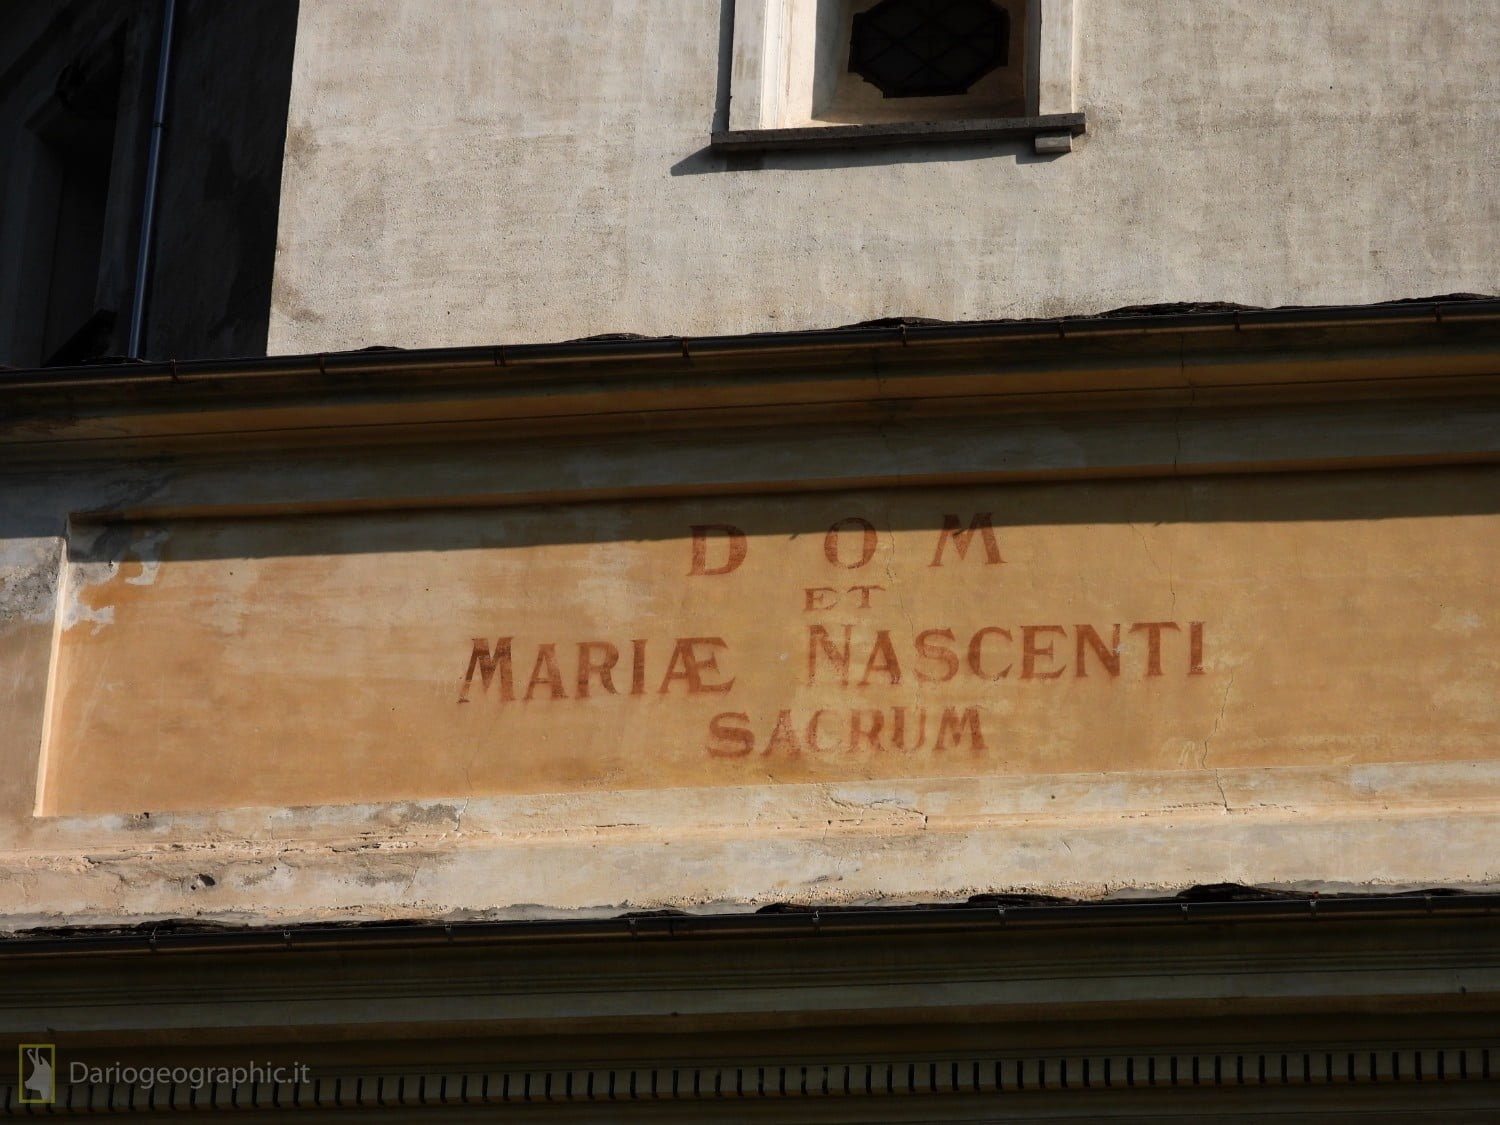 D O M
ET
MARIÆ NASCENTI
SACRUM
Dariogeographic.it